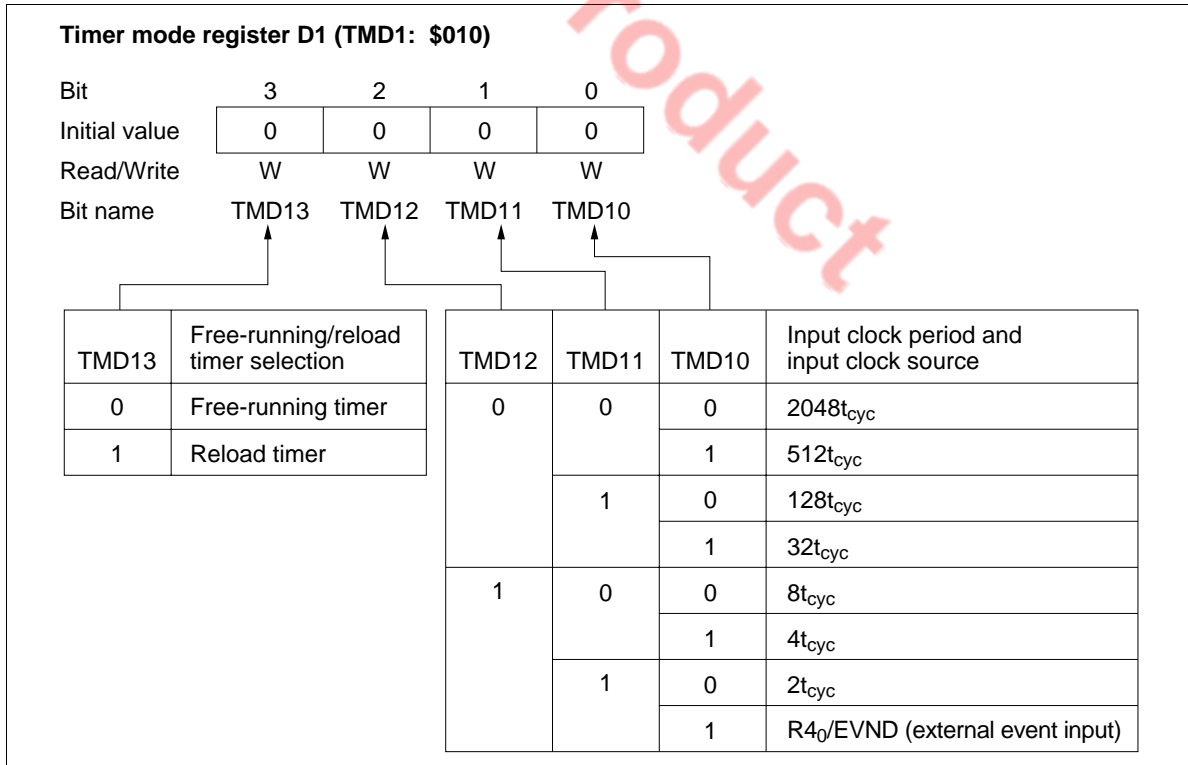 Timer mode register D1 (TMD1: $010)
Bit 3 2 1 0
Initial value 0 0 0 0
Read/Write W W W W
Bit name TMD13 TMD12 TMD11 TMD10
TMD13 Free-running/reload timer selection
0 Free-running timer
1 Reload timer
TMD12 TMD11 TMD10 Input clock period and input clock source
0 0 0 2048tcyc
1 512tcyc
1 0 128tcyc
1 32tcyc
1 0 0 8tcyc
1 4tcyc
1 0 2tcyc
1 R40/EVND (external event input)
roduct